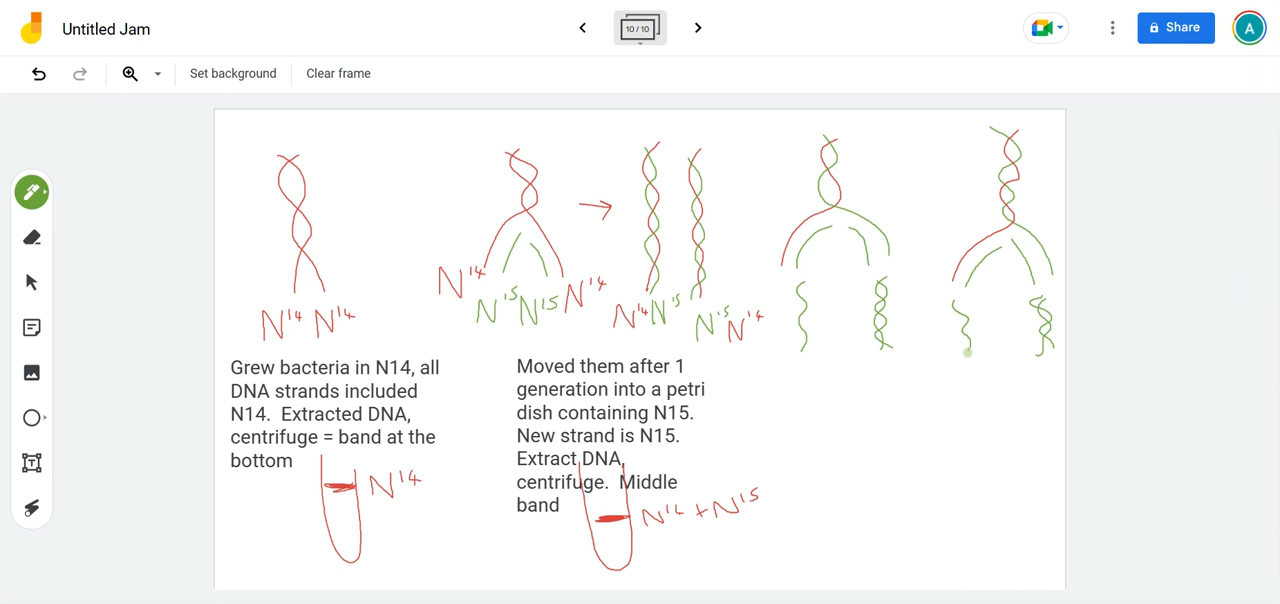 Untitled Jam
10 / 10
Share
A
Set background
Clear frame
N14 N14
N14
N15 N15
N14
N14 N15
N15 N14
Grew bacteria in N14, all
DNA strands included
N14. Extracted DNA,
centrifuge = band at the
bottom
N14
Moved them after 1
generation into a petri
dish containing N15.
New strand is N15.
Extract DNA,
centrifuge. Middle
band
N14 + N15